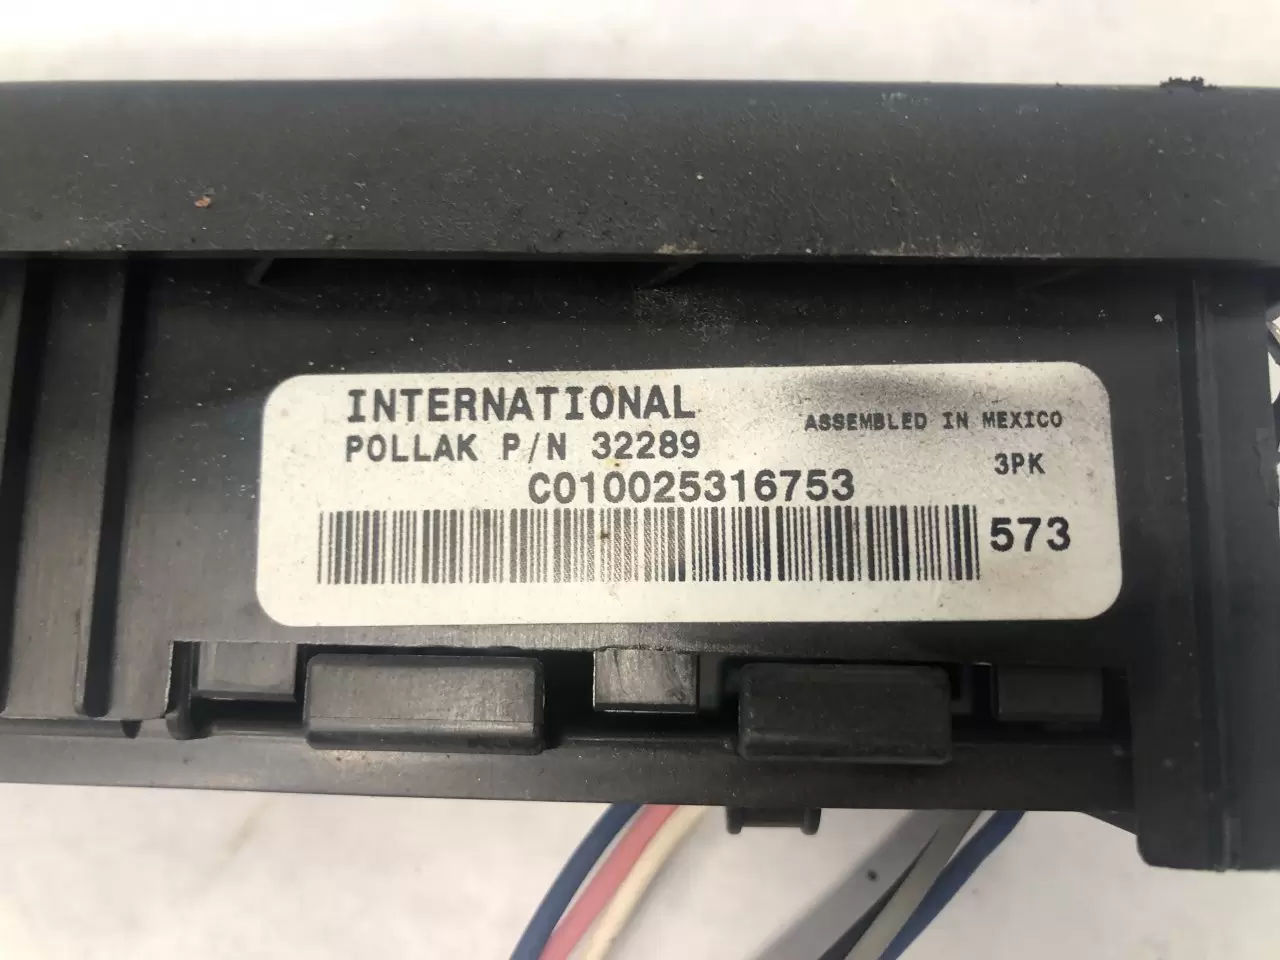 INTERNATIONAL
POLLAK P/N 32289
ASSEMBLED IN MEXICO
3PK
C010025316753
573